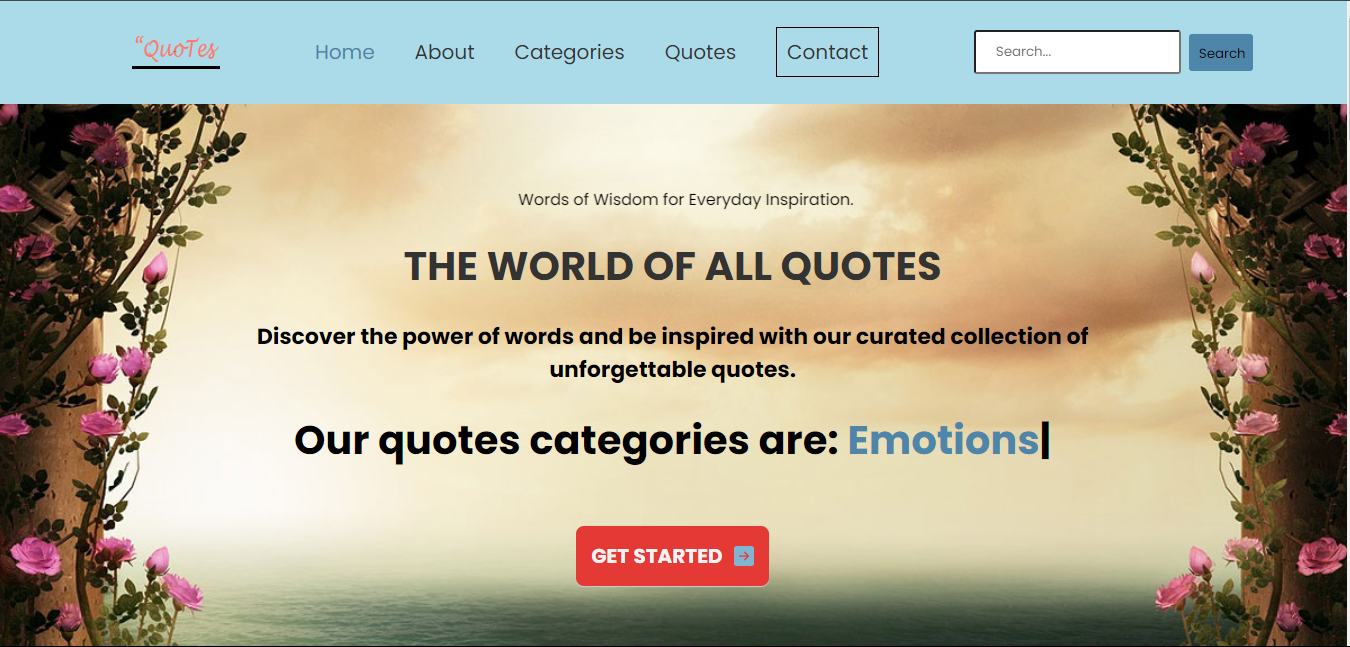 “QuoTes
Home About Categories Quotes Contact Search... Search
Words of Wisdom for Everyday Inspiration.
THE WORLD OF ALL QUOTES
Discover the power of words and be inspired with our curated collection of
unforgettable quotes.
Our quotes categories are: Emotions|
GET STARTED →